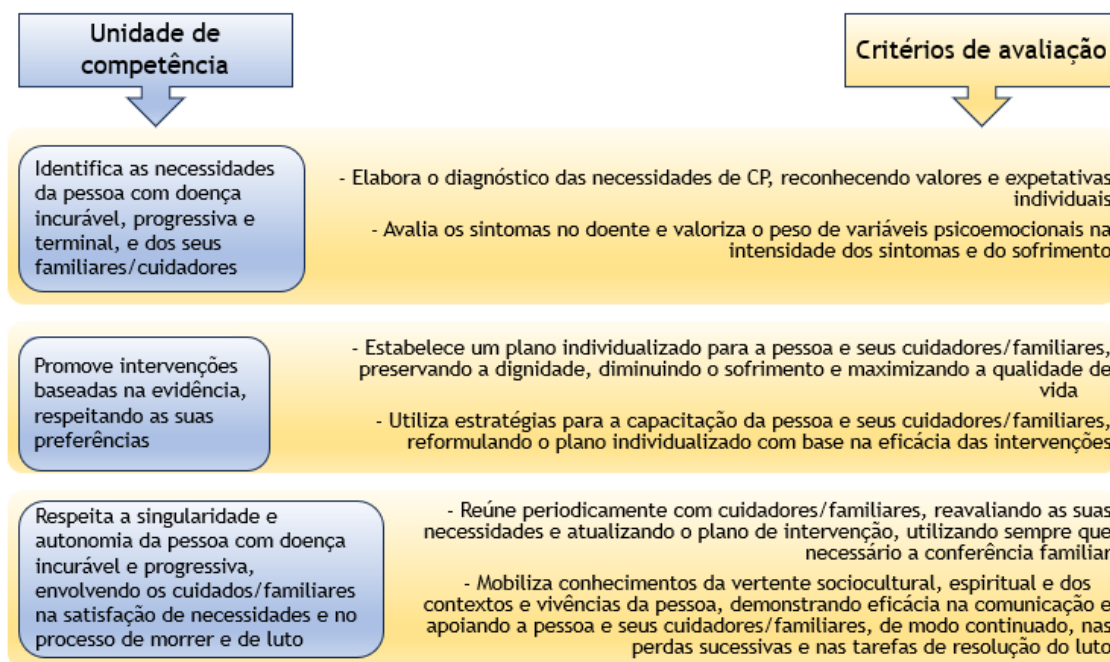 Unidade de
competência
Critérios de avaliação
Identifica as necessidades
da pessoa com doença
incurável, progressiva e
terminal, e dos seus
familiares/cuidadores
- Elabora o diagnóstico das necessidades de CP, reconhecendo valores e expetativas
individuais
- Avalia os sintomas no doente e valoriza o peso de variáveis psicoemocionais na
intensidade dos sintomas e do sofrimento
Promove intervenções
baseadas na evidência,
respeitando as suas
preferências
- Estabelece um plano individualizado para a pessoa e seus cuidadores/familiares,
preservando a dignidade, diminuindo o sofrimento e maximizando a qualidade de
vida
- Utiliza estratégias para a capacitação da pessoa e seus cuidadores/familiares,
reformulando o plano individualizado com base na eficácia das intervenções
Respeita a singularidade e
autonomia da pessoa com doença
incurável e progressiva,
envolvendo os cuidados/familiares
na satisfação de necessidades e no
processo de morrer e de luto
- Reúne periodicamente com cuidadores/familiares, reavaliando as suas
necessidades e atualizando o plano de intervenção, utilizando sempre que
necessário a conferência familiar
- Mobiliza conhecimentos da vertente sociocultural, espiritual e dos
contextos e vivências da pessoa, demonstrando eficácia na comunicação e
apoiando a pessoa e seus cuidadores/familiares, de modo continuado, nas
perdas sucessivas e nas tarefas de resolução do luto